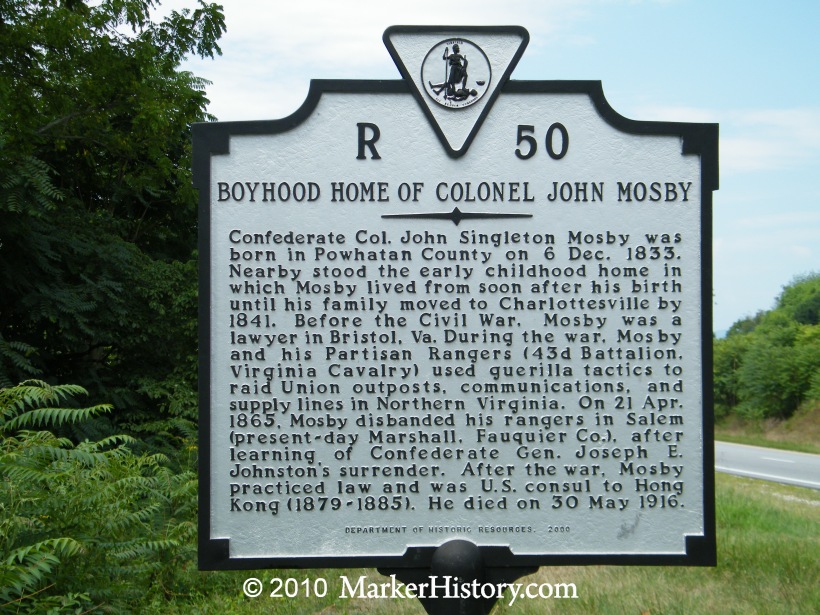 R 50
BOYHOOD HOME OF COLONEL JOHN MOSBY
Confederate Col. John Singleton Mosby was
born in Powhatan County on 6 Dec. 1833.
Nearby stood the early childhood home in
which Mosby lived from soon after his birth
until his family moved to Charlottesville by
1841. Before the Civil War, Mosby was a
lawyer in Bristol, Va. During the war, Mosby
and his Partisan Rangers (43d Battalion,
Virginia Cavalry) used guerilla tactics to
raid Union outposts, communications, and
supply lines in Northern Virginia. On 21 Apr.
1865, Mosby disbanded his rangers in Salem
(present-day Marshall, Fauquier Co.), after
learning of Confederate Gen. Joseph E.
Johnston's surrender. After the war, Mosby
practiced law and was U.S. consul to Hong
Kong (1879-1885). He died on 30 May 1916.
DEPARTMENT OF HISTORIC RESOURCES, 2000
© 2010 MarkerHistory.com